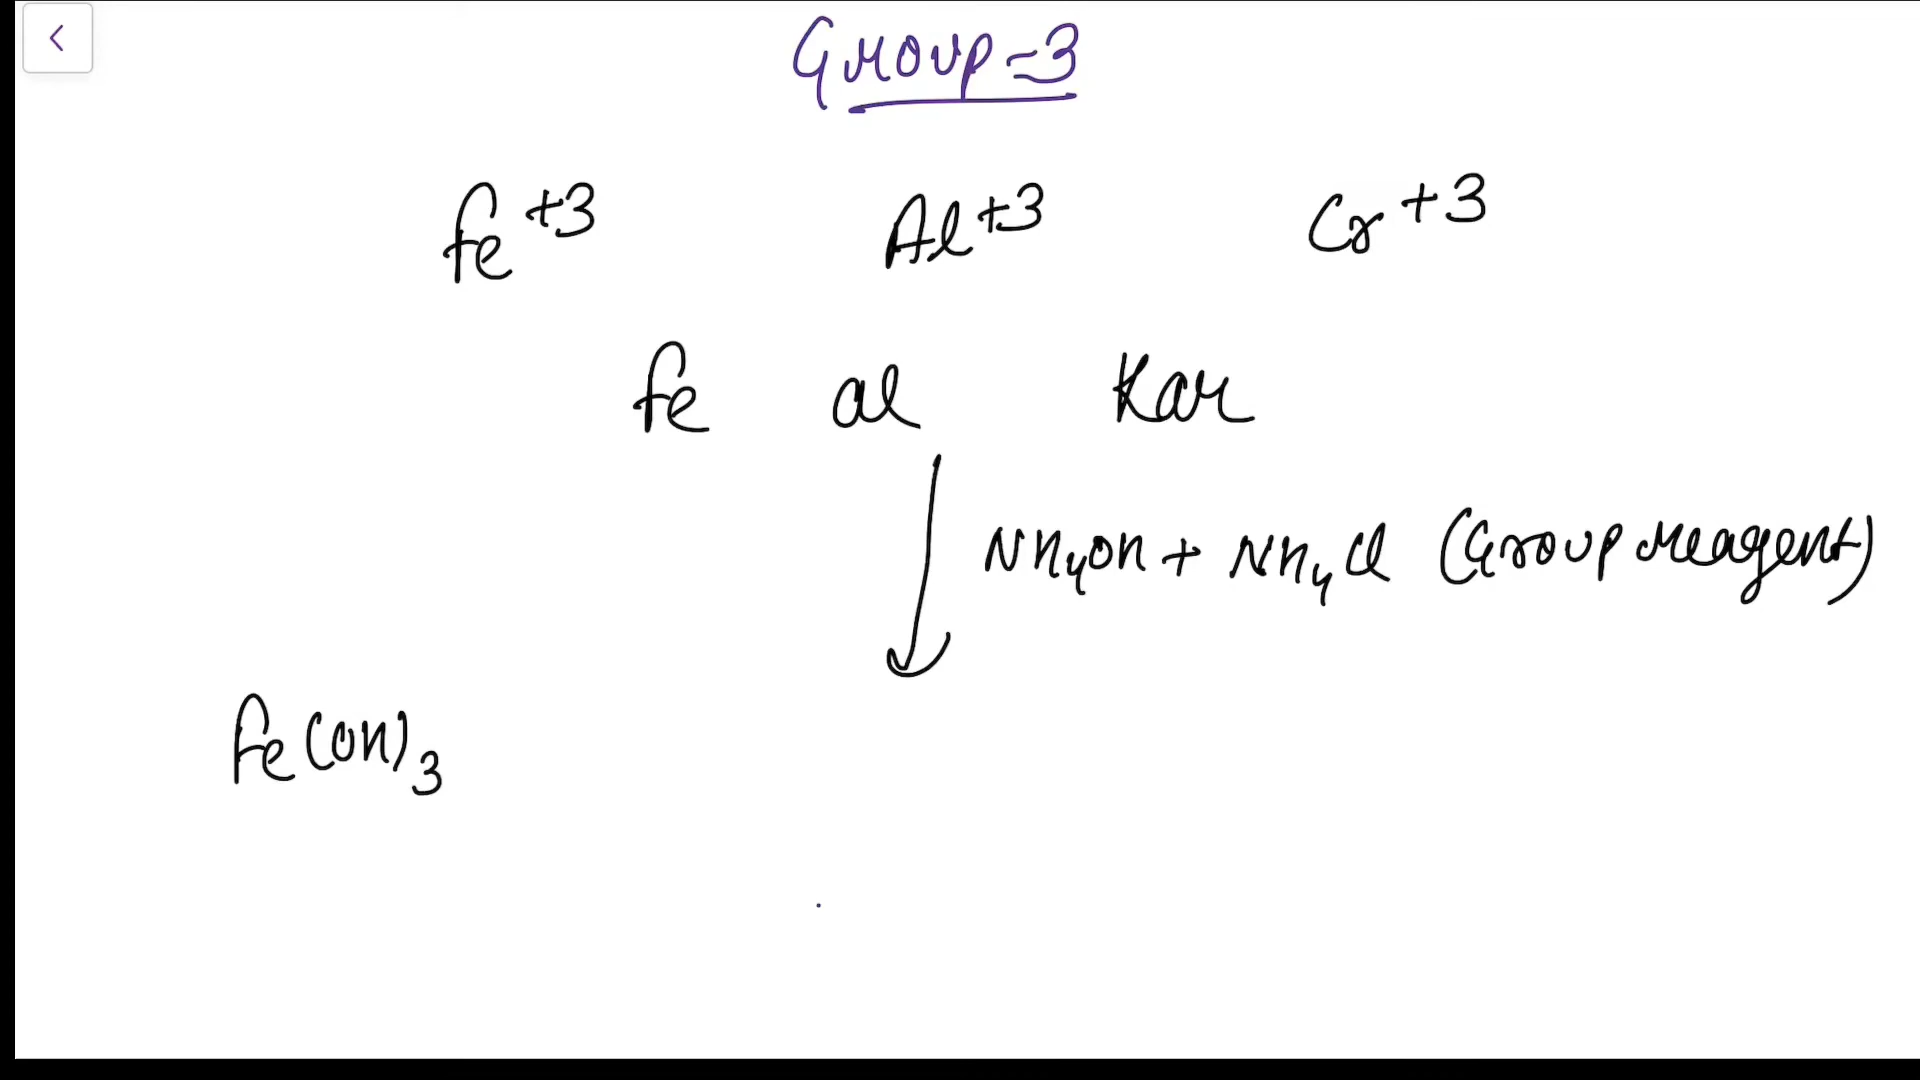 Group-3
Fe+3 Al+3 Cr+3
fe al Kar
NH4OH + NH4Cl (Group reagent)
Fe(OH)3